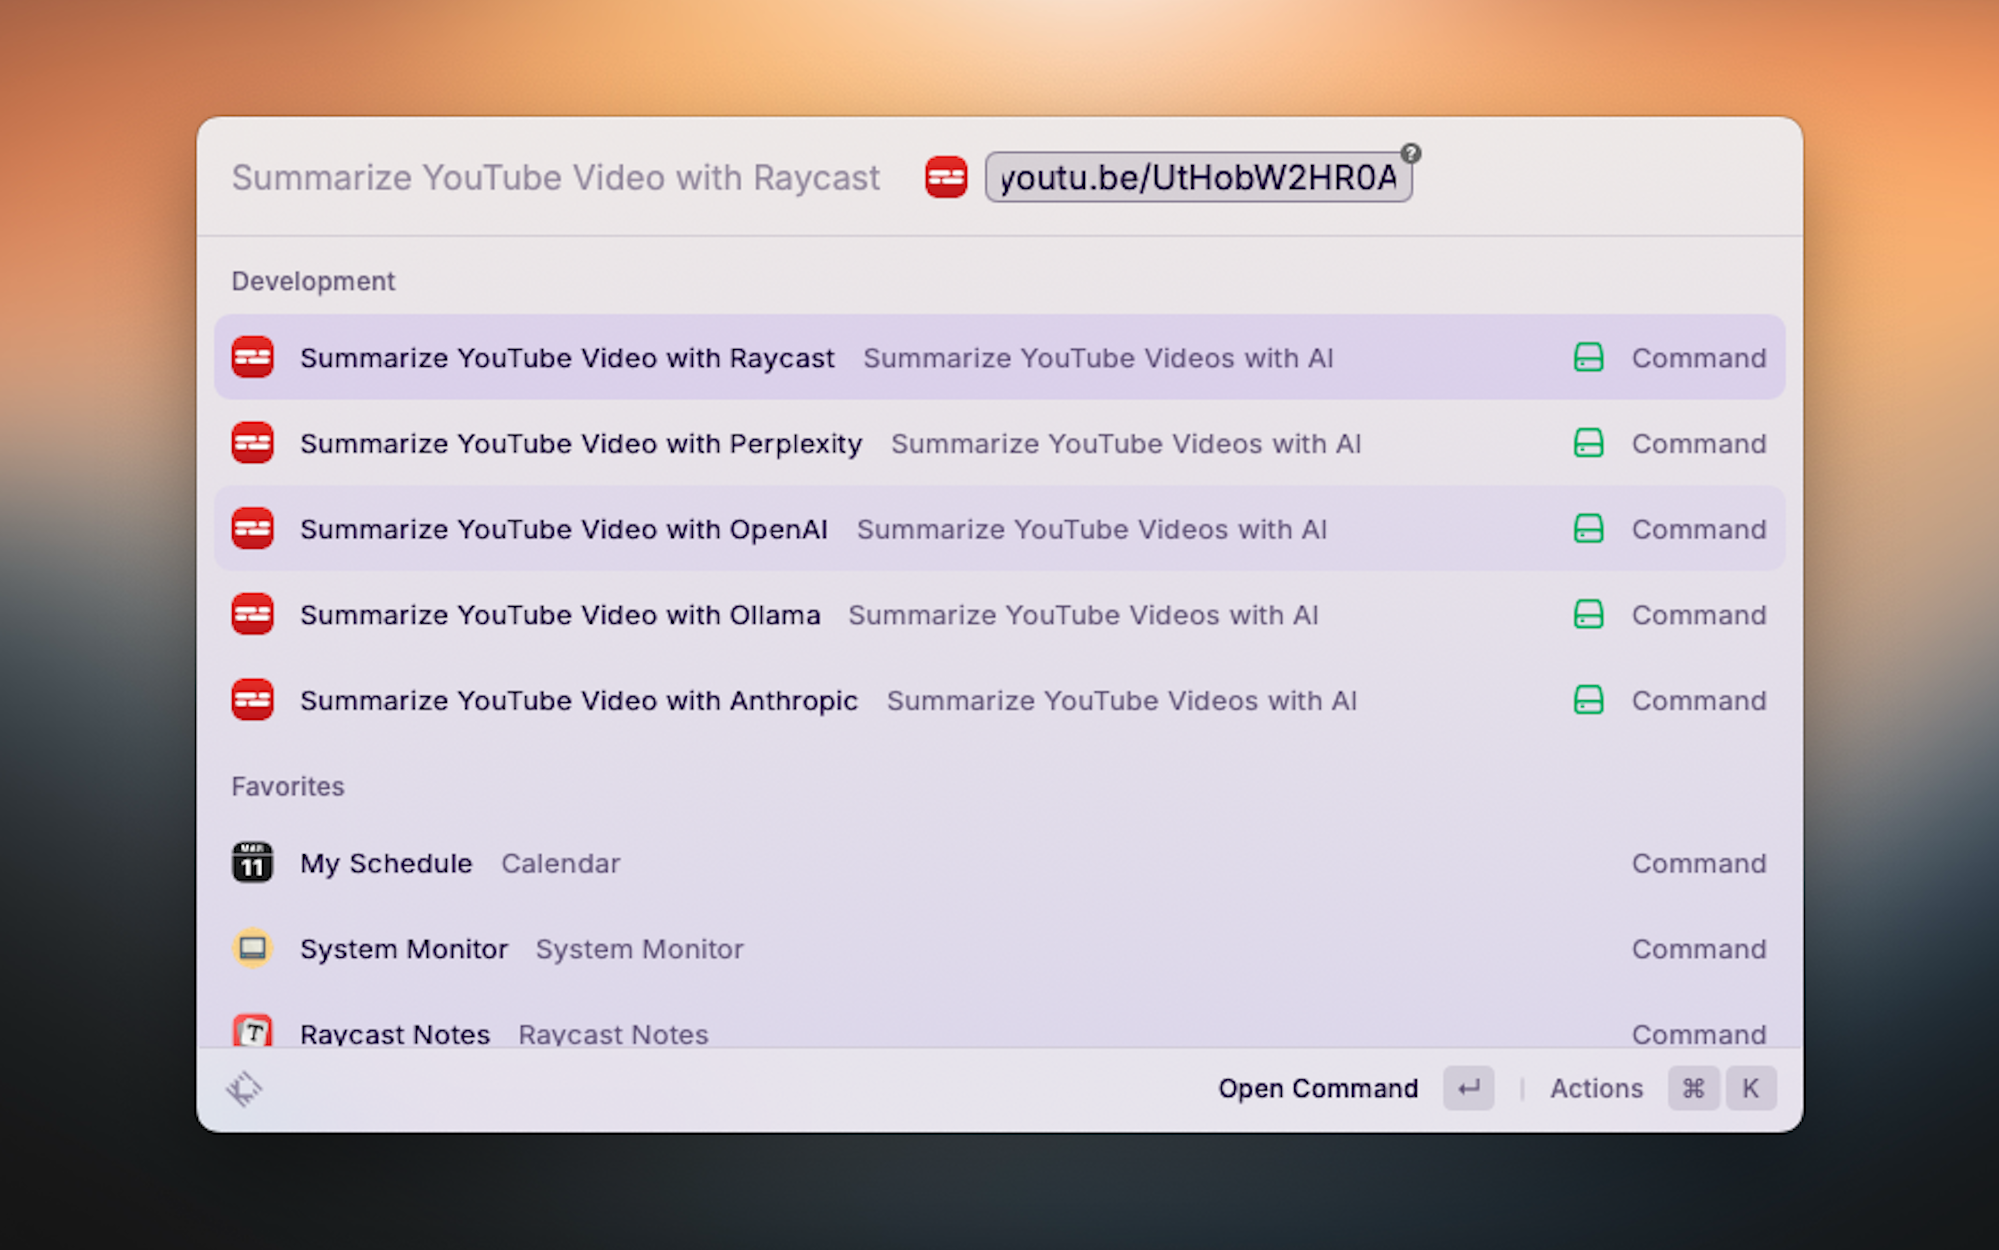 Summarize YouTube Video with Raycast youtu.be/UtHobW2HR0A ?
Development
Summarize YouTube Video with Raycast Summarize YouTube Videos with AI Command
Summarize YouTube Video with Perplexity Summarize YouTube Videos with AI Command
Summarize YouTube Video with OpenAI Summarize YouTube Videos with AI Command
Summarize YouTube Video with Ollama Summarize YouTube Videos with AI Command
Summarize YouTube Video with Anthropic Summarize YouTube Videos with AI Command
Favorites
MAR
11
My Schedule Calendar Command
System Monitor System Monitor Command
T Raycast Notes Raycast Notes Command
Open Command ↵ | Actions ⌘ K